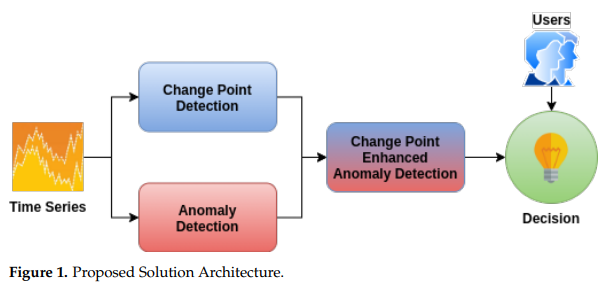 Users
Change Point
Detection
Time Series
Change Point
Enhanced
Anomaly Detection
Anomaly
Detection
Decision
Figure 1. Proposed Solution Architecture.